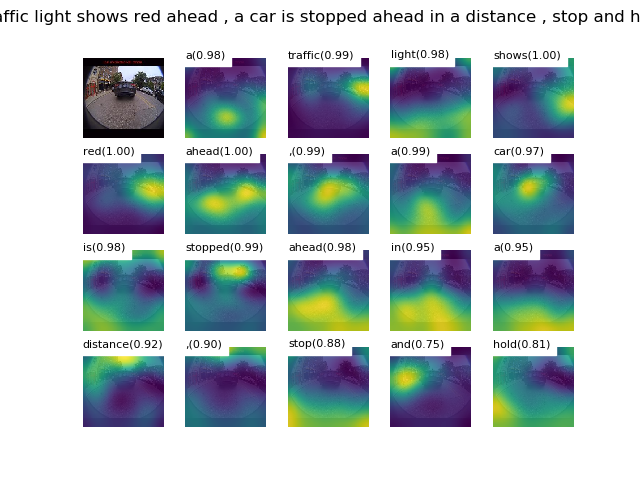 affic light shows red ahead , a car is stopped ahead in a distance , stop and h
a(0.98) traffic(0.99) light(0.98) shows(1.00)
red(1.00) ahead(1.00) ,(0.99) a(0.99) car(0.97)
is(0.98) stopped(0.99) ahead(0.98) in(0.95) a(0.95)
distance(0.92) ,(0.90) stop(0.88) and(0.75) hold(0.81)